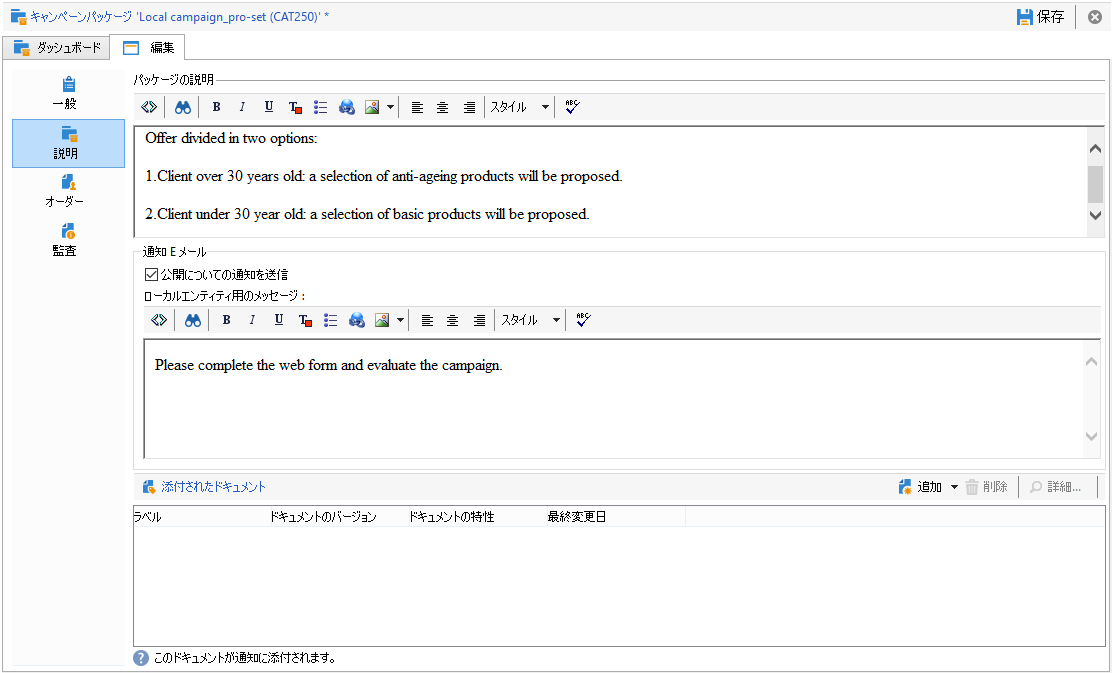 キャンペーンパッケージ 'Local campaign_pro-set (CAT250)' *
保存
ダッシュボード
編集
一般
説明
オーダー
監査
パッケージの説明
B I U T スタイル ABC
Offer divided in two options:
1.Client over 30 years old: a selection of anti-ageing products will be proposed.
2.Client under 30 year old: a selection of basic products will be proposed.
通知 E メール
公開についての通知を送信
ローカルエンティティ用のメッセージ :
B I U T スタイル ABC
Please complete the web form and evaluate the campaign.
添付されたドキュメント
追加 削除 詳細...
ラベル ドキュメントのバージョン ドキュメントの特性 最終変更日
このドキュメントが通知に添付されます。